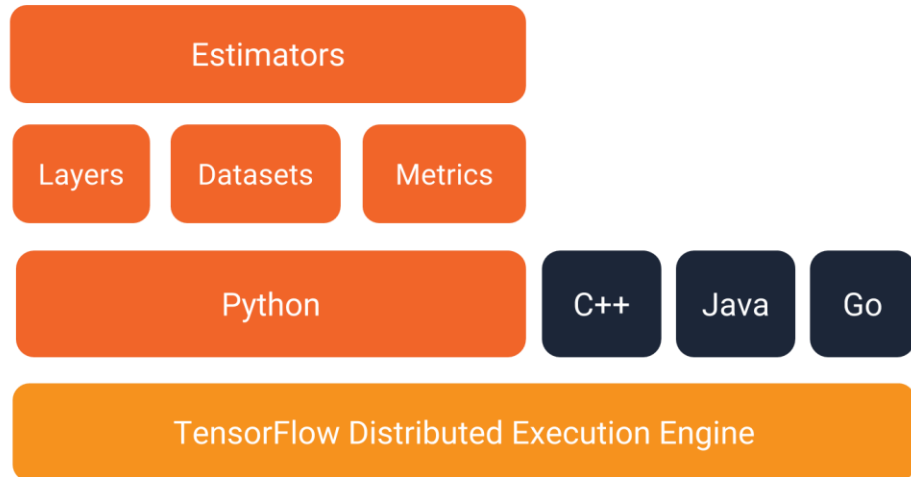 Estimators
Layers Datasets Metrics
Python C++ Java Go
TensorFlow Distributed Execution Engine